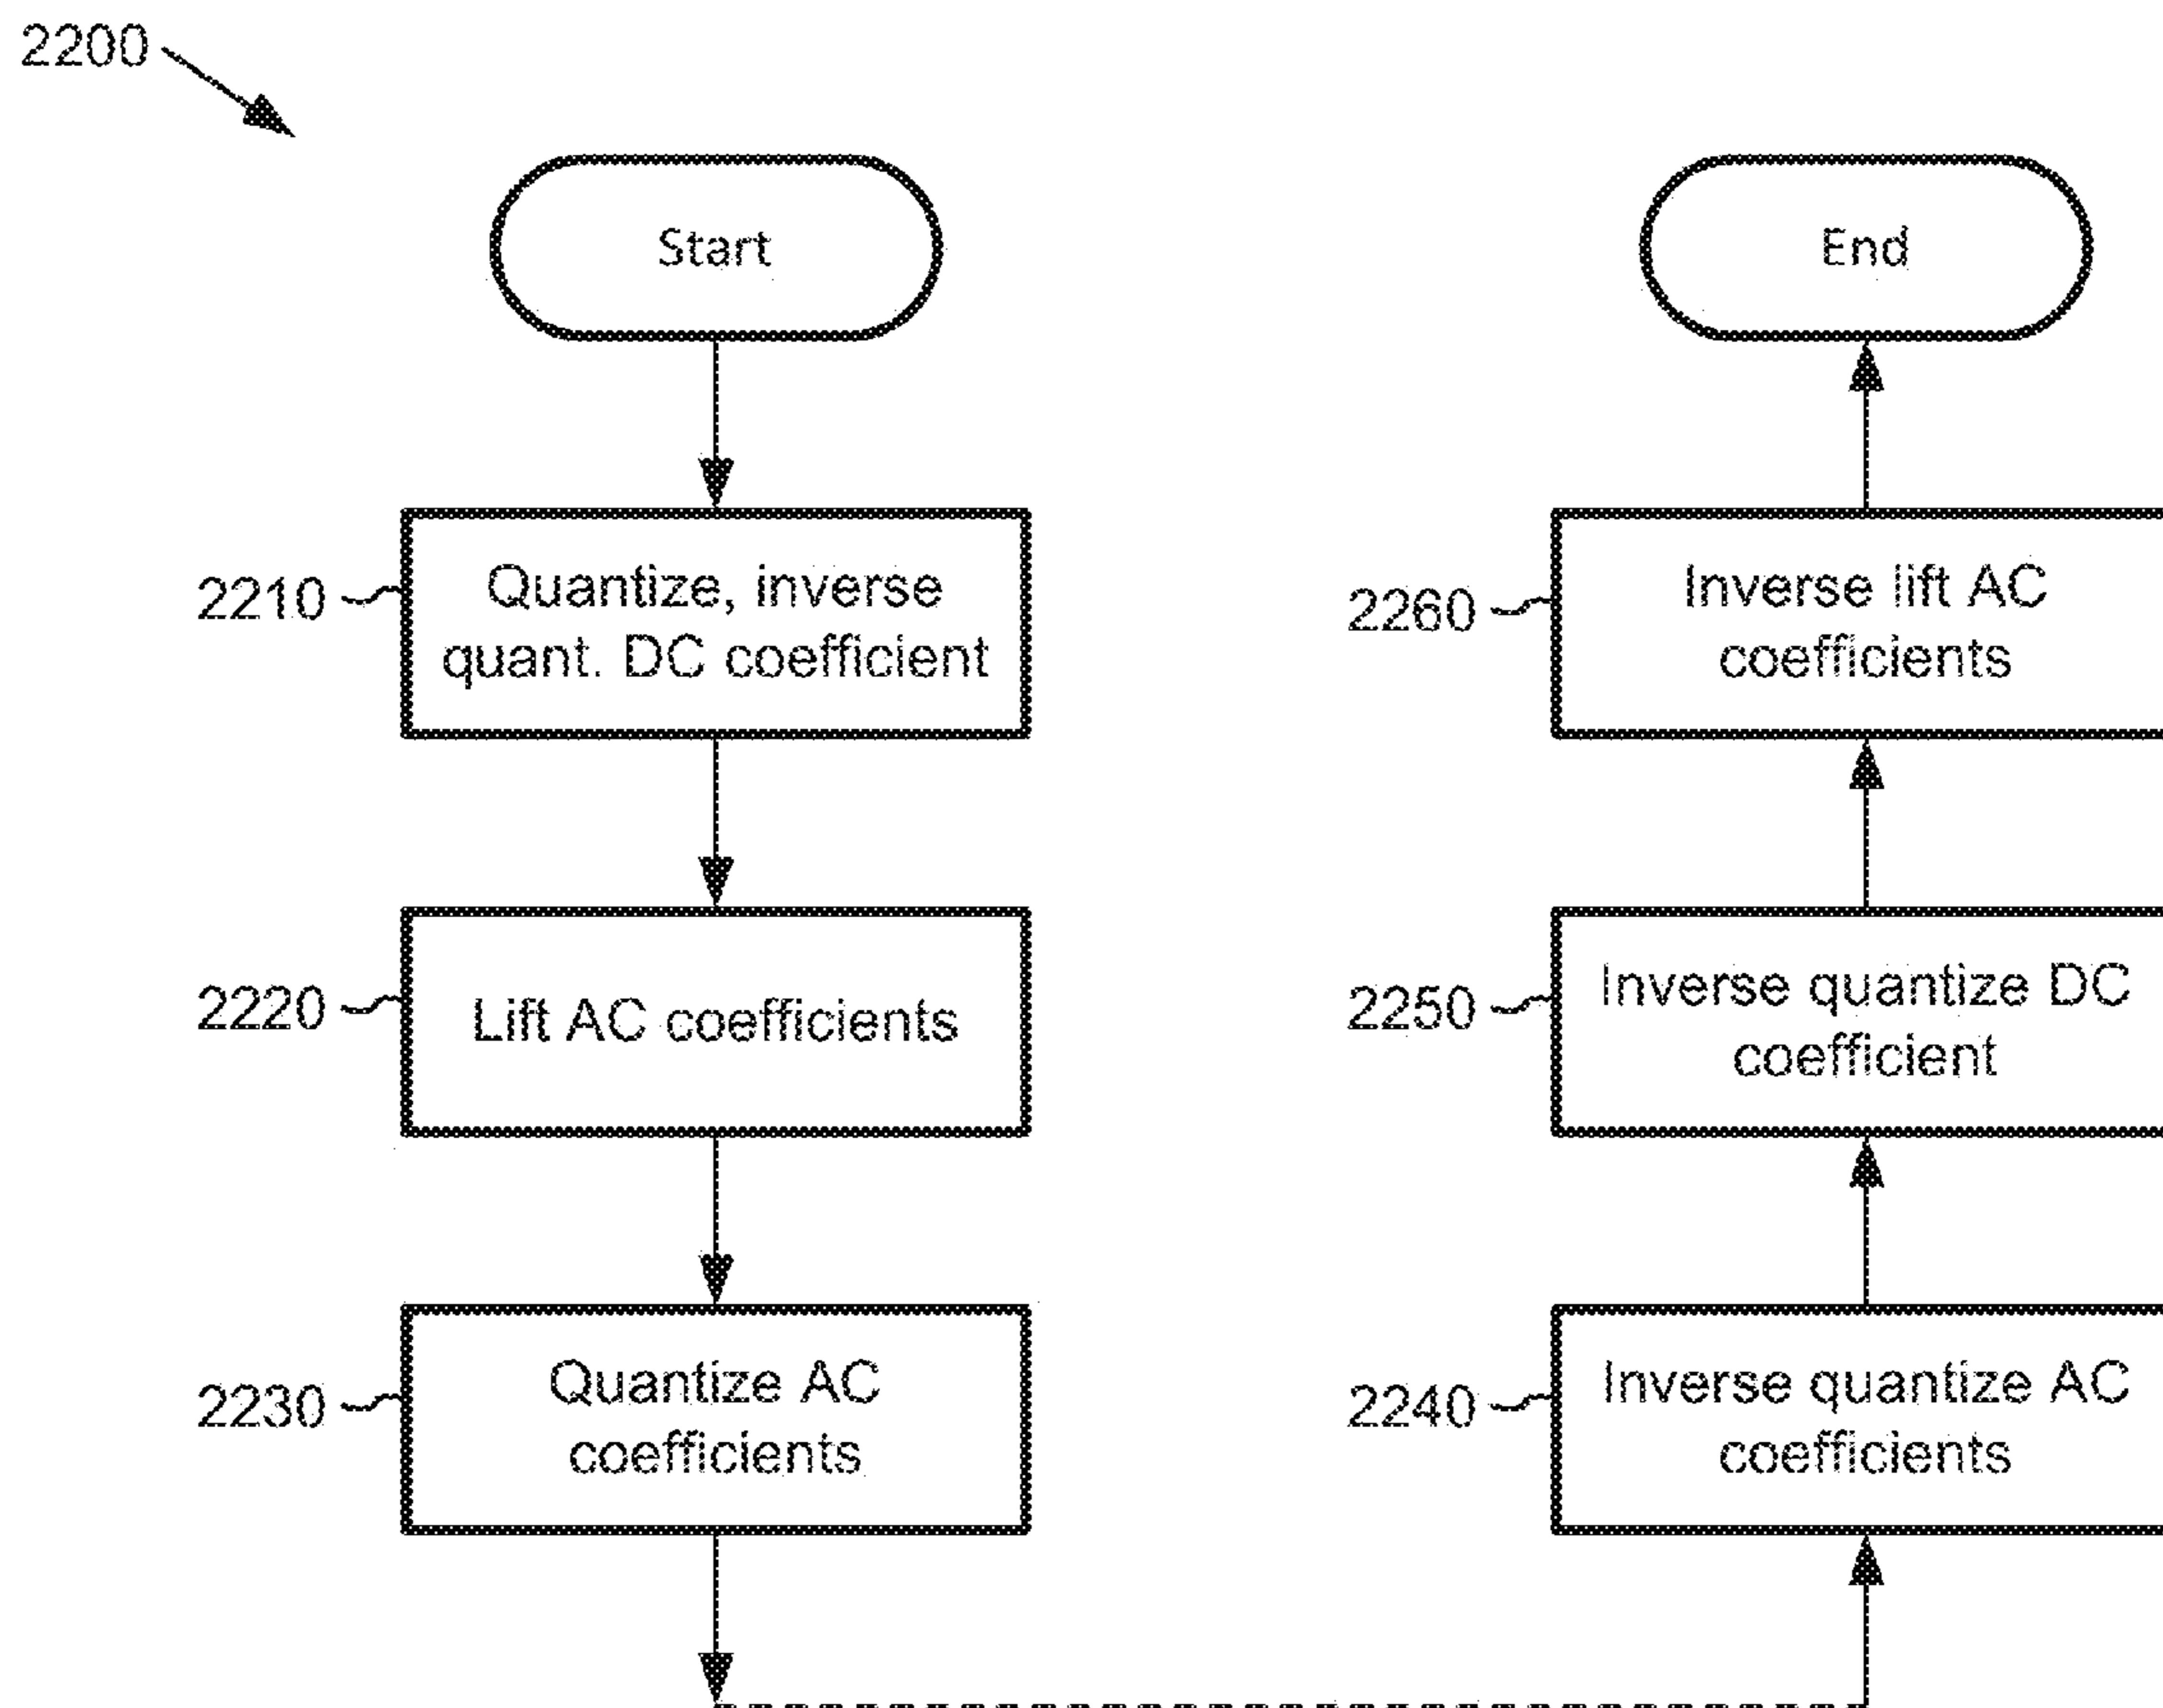 2200
Start
2210
Quantize, inverse
quant. DC coefficient
2220
Lift AC coefficients
2230
Quantize AC
coefficients
End
2260
Inverse lift AC
coefficients
2250
Inverse quantize DC
coefficient
2240
Inverse quantize AC
coefficients